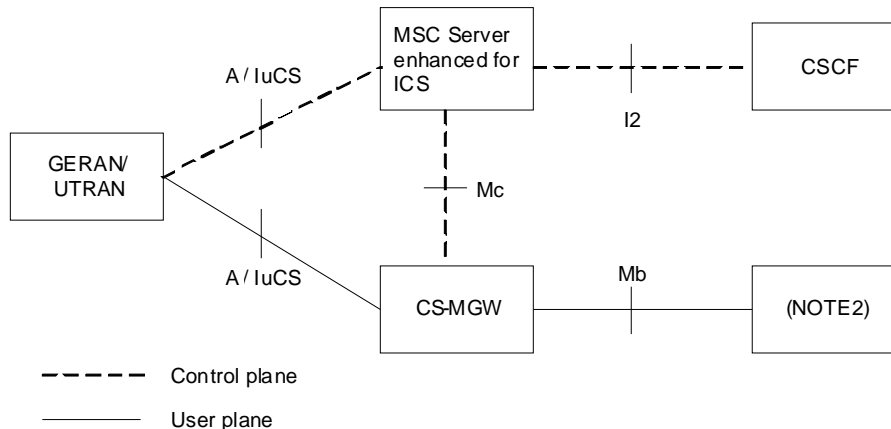 MSC Server
enhanced for
ICS
CSCF
A / IuCS
I2
GERAN/
UTRAN
Mc
A / IuCS
Mb
CS-MGW
(NOTE2)
Control plane
User plane